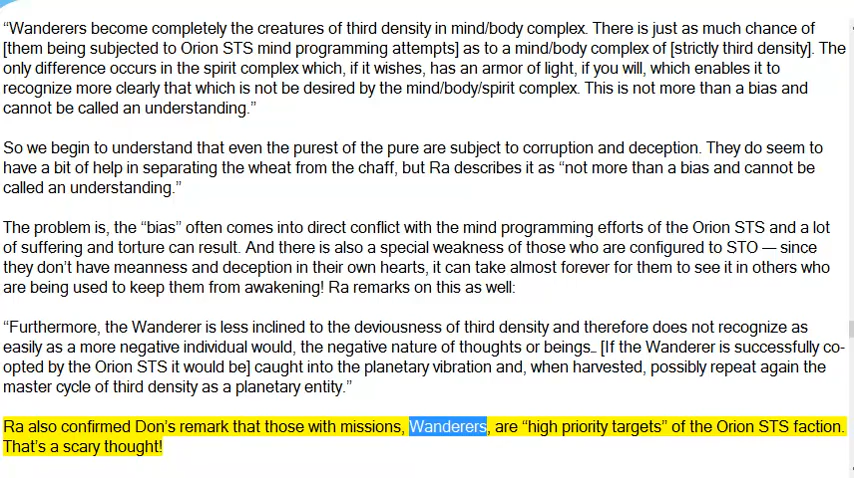 “Wanderers become completely the creatures of third density in mind/body complex. There is just as much chance of
[them being subjected to Orion STS mind programming attempts] as to a mind/body complex of [strictly third density]. The
only difference occurs in the spirit complex which, if it wishes, has an armor of light, if you will, which enables it to
recognize more clearly that which is not be desired by the mind/body/spirit complex. This is not more than a bias and
cannot be called an understanding.”
So we begin to understand that even the purest of the pure are subject to corruption and deception. They do seem to
have a bit of help in separating the wheat from the chaff, but Ra describes it as “not more than a bias and cannot be
called an understanding.”
The problem is, the “bias” often comes into direct conflict with the mind programming efforts of the Orion STS and a lot
of suffering and torture can result. And there is also a special weakness of those who are configured to STO — since
they don’t have meanness and deception in their own hearts, it can take almost forever for them to see it in others who
are being used to keep them from awakening! Ra remarks on this as well:
“Furthermore, the Wanderer is less inclined to the deviousness of third density and therefore does not recognize as
easily as a more negative individual would, the negative nature of thoughts or beings.. [If the Wanderer is successfully co-
opted by the Orion STS it would be] caught into the planetary vibration and, when harvested, possibly repeat again the
master cycle of third density as a planetary entity.”
Ra also confirmed Don’s remark that those with missions, Wanderers, are “high priority targets” of the Orion STS faction.
That’s a scary thought!